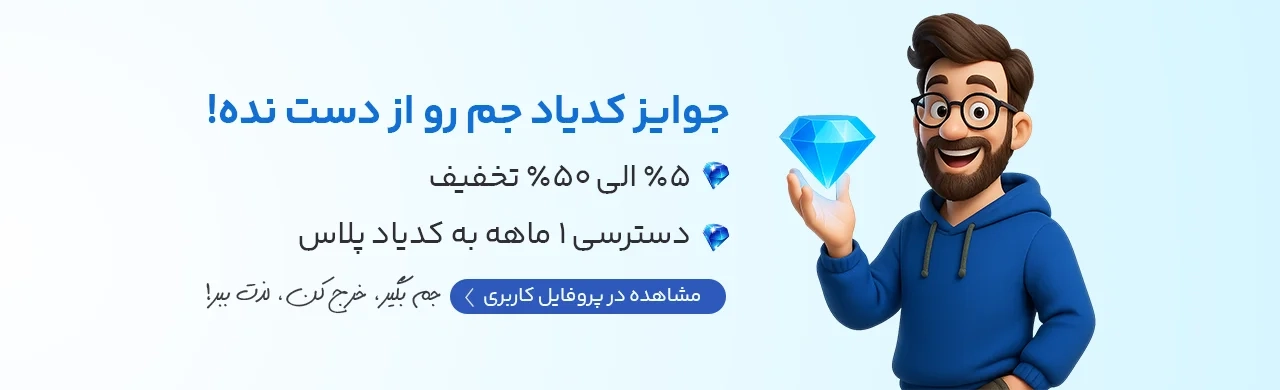 جوایز کدیاد جم رو از دست نده!
۵% الی ۵۰% تخفیف
دسترسی ۱ ماهه به کدیاد پلاس
مشاهده در پروفایل کاربری
جم بگیر، خرج کن، لذت ببر!